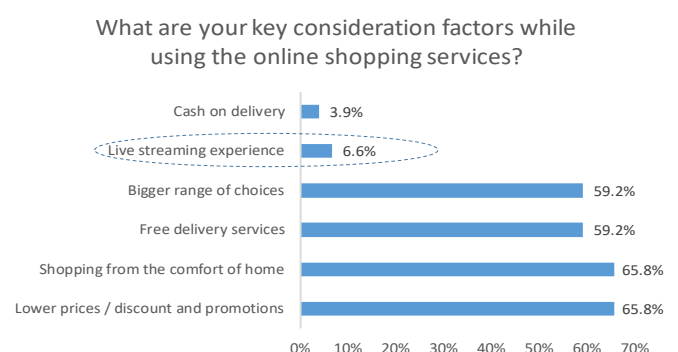 What are your key consideration factors while
using the online shopping services?
Cash on delivery 3.9%
Live streaming experience 6.6%
Bigger range of choices 59.2%
Free delivery services 59.2%
Shopping from the comfort of home 65.8%
Lower prices / discount and promotions 65.8%
0% 10% 20% 30% 40% 50% 60% 70%